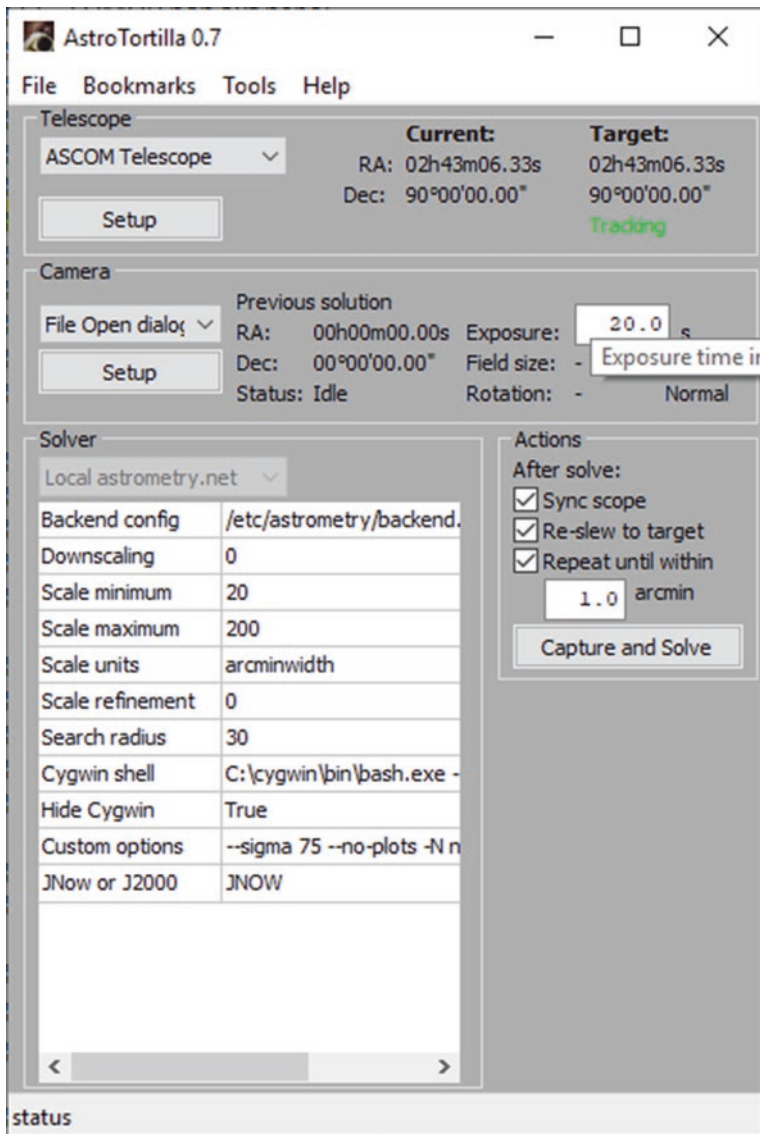 AstroTortilla 0.7
File Bookmarks Tools Help
Telescope
ASCOM Telescope
Setup
Current: Target:
RA: 02h43m06.33s 02h43m06.33s
Dec: 90°00'00.00" 90°00'00.00"
Tracking
Camera
File Open dialog
Setup
Previous solution
RA: 00h00m00.00s Exposure: 20.0 s
Dec: 00°00'00.00" Field size: - Exposure time in
Status: Idle Rotation: - Normal
Solver
Local astrometry.net
Backend config /etc/astrometry/backend.
Downscaling 0
Scale minimum 20
Scale maximum 200
Scale units arcminwidth
Scale refinement 0
Search radius 30
Cygwin shell C:\cygwin\bin\bash.exe -
Hide Cygwin True
Custom options --sigma 75 --no-plots -N n
JNow or J2000 JNOW
Actions
After solve:
Sync scope
Re-slew to target
Repeat until within
1.0 arcmin
Capture and Solve
status